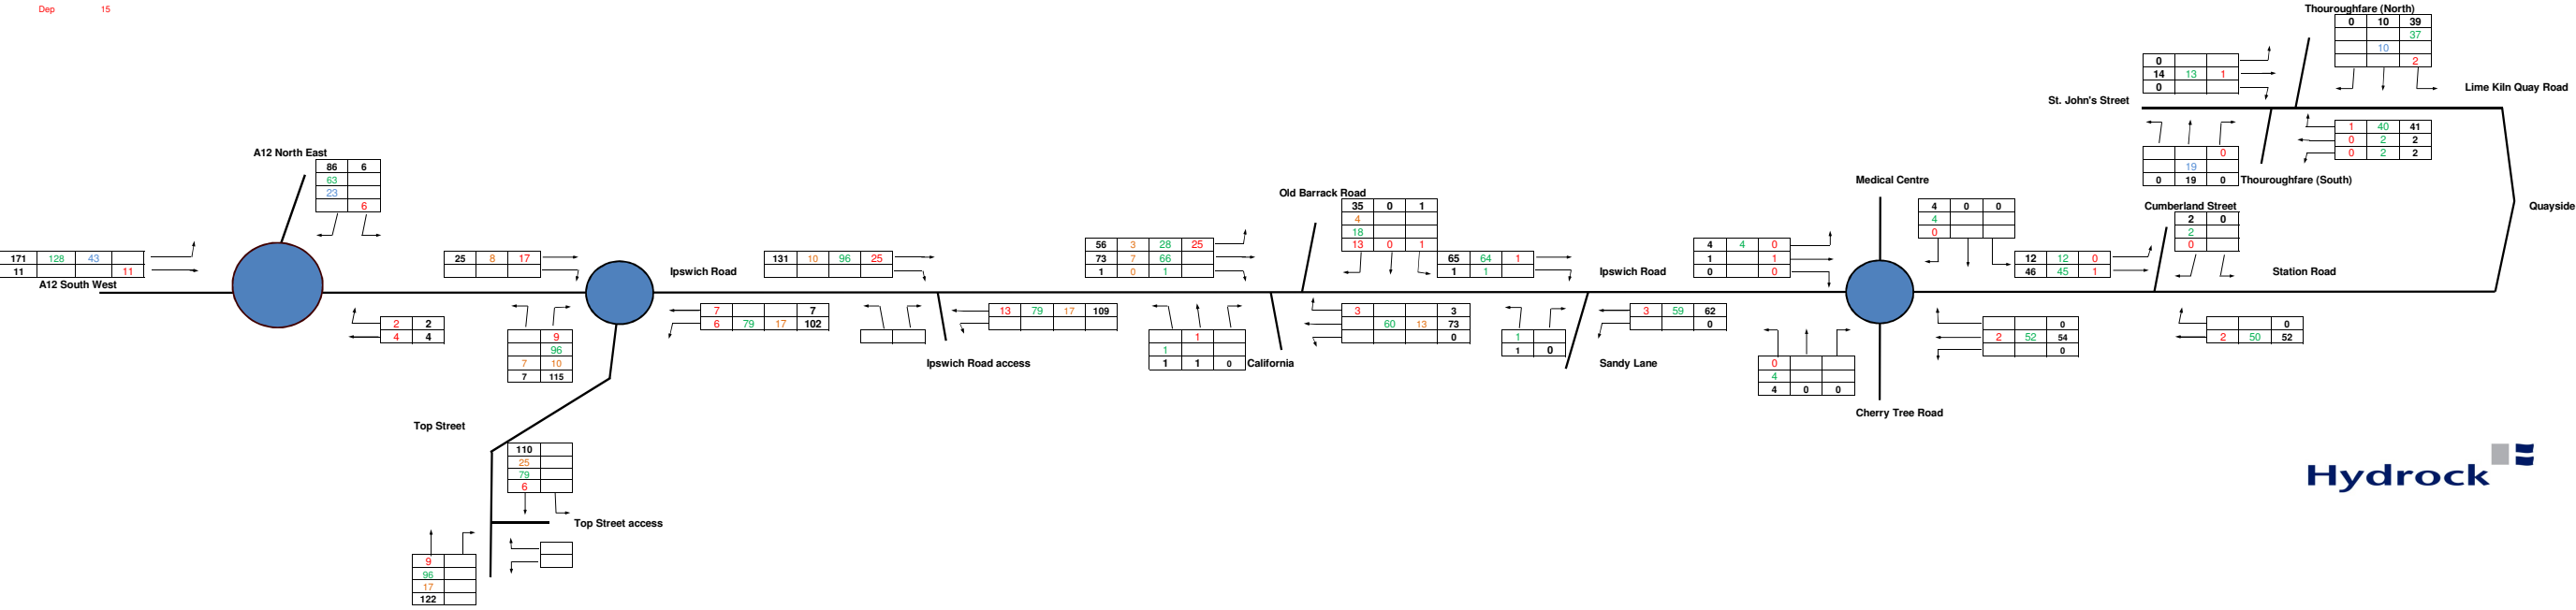 Dep 15
Thouroughfare (North)
0 10 39
37
10
2
0
14 13 1
0
Lime Kiln Quay Road
St. John's Street
1 40 41
0 2 2
0 2 2
0
19
0 19 0
Thouroughfare (South)
A12 North East
86 6
63
23
6
Medical Centre
4 0 0
4
0
Old Barrack Road
35 0 1
4
18
13 0 1
Cumberland Street
2 0
2
0
Quayside
171 128 43
11 11
A12 South West
25 8 17
Ipswich Road
131 10 96 25
56 3 28 25
73 7 66
1 0 1
65 64 1
1 1
Ipswich Road
4 4 0
1 1
0 0
12 12 0
46 45 1
Station Road
2 2
4 4
9
96
7 10
7 115
7 7
6 79 17 102
13 79 17 109
Ipswich Road access
1
1
1 1 0
California
3 3
60 13 73
0
1
1 0
3 59 62
0
Sandy Lane
0
4
4 0 0
Cherry Tree Road
0
2 52 54
0
0
2 50 52
Top Street
110
25
79
6
Top Street access
9
96
17
122
Hydrock